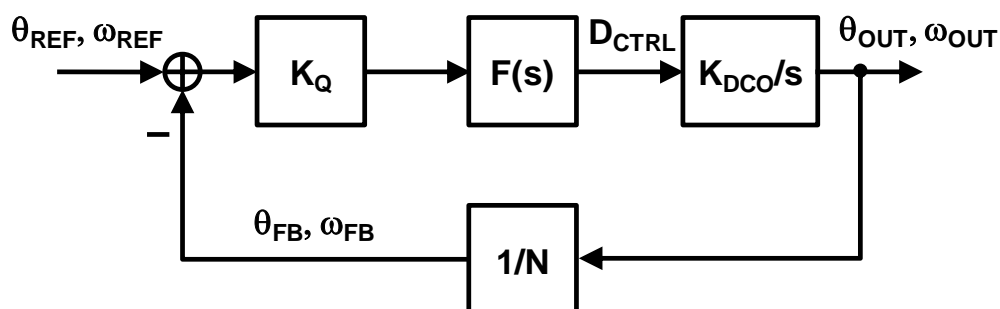 θREF, ωREF
KQ
F(s)
DCTRL
KDCO/s
θOUT, ωOUT
−
θFB, ωFB
1/N